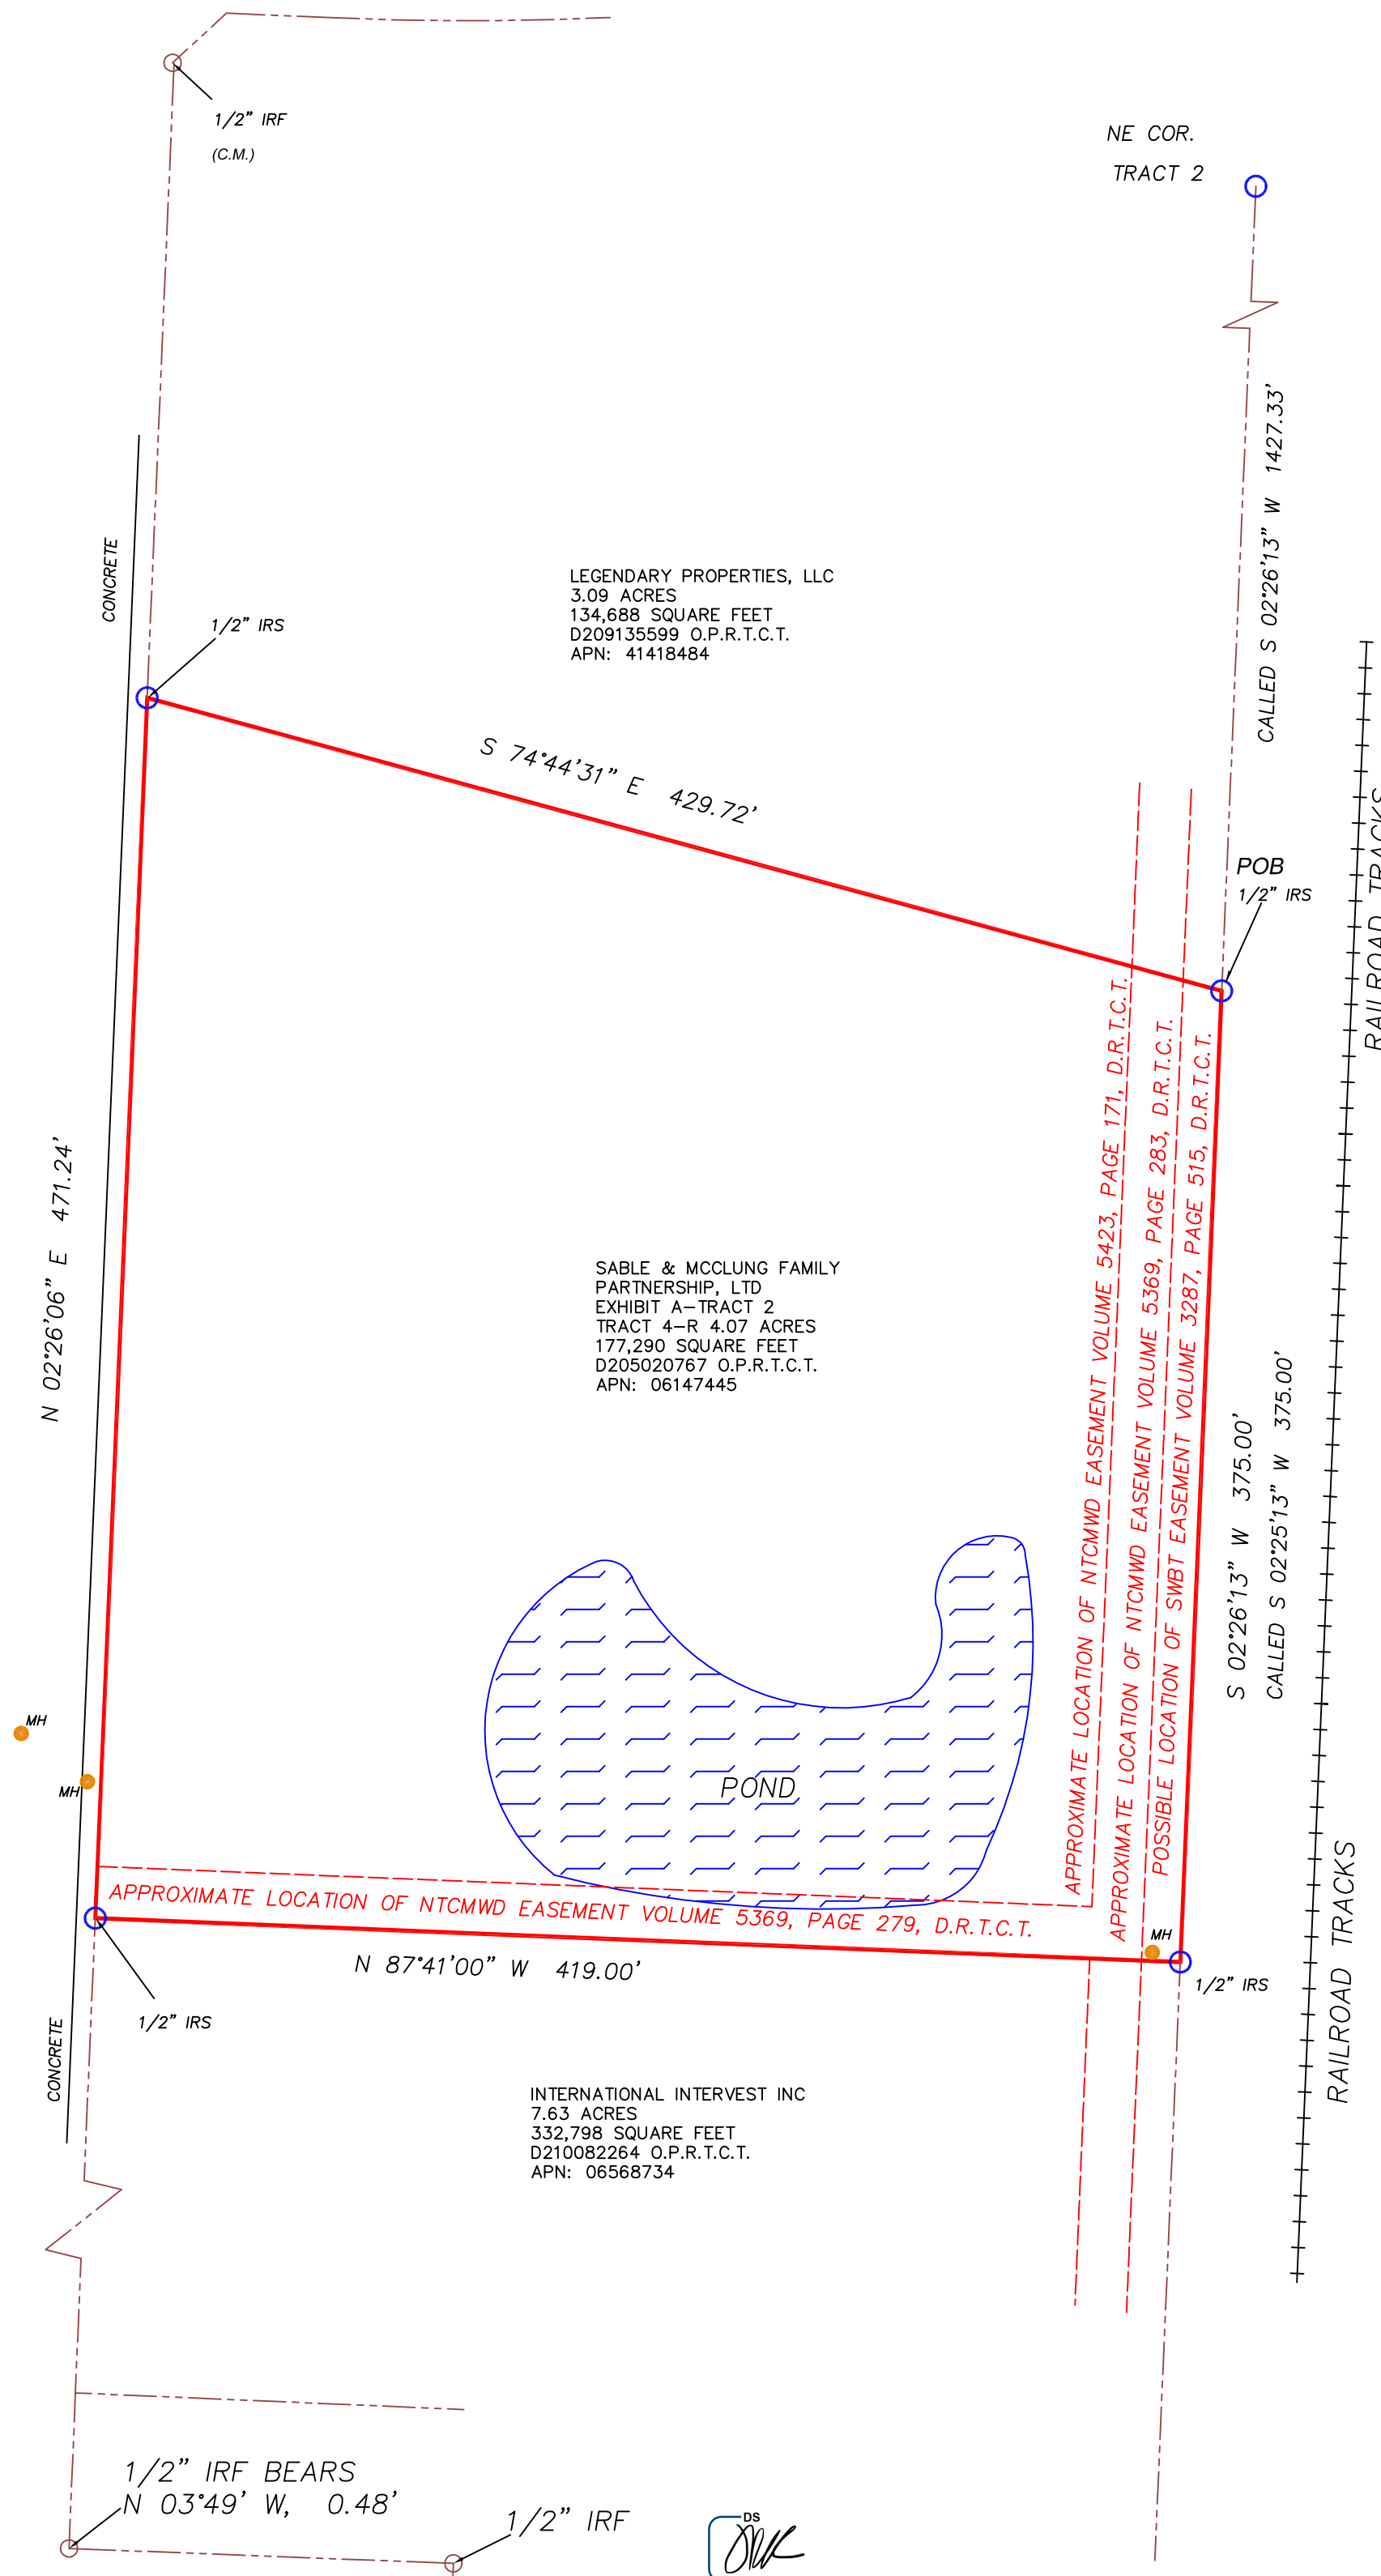 1/2" IRF
(C.M.)
NE COR.
TRACT 2
CALLED S 02°26'13" W 1427.33'
CONCRETE
LEGENDARY PROPERTIES, LLC
3.09 ACRES
134,688 SQUARE FEET
D209135599 O.P.R.T.C.T.
APN: 41418484
1/2" IRS
S 74°44'31" E 429.72'
RAILROAD TRACKS
POB
1/2" IRS
N 02°26'06" E 471.24'
SABLE & MCCLUNG FAMILY
PARTNERSHIP, LTD
EXHIBIT A-TRACT 2
TRACT 4-R 4.07 ACRES
177,290 SQUARE FEET
D205020767 O.P.R.T.C.T.
APN: 06147445
APPROXIMATE LOCATION OF NTCMWD EASEMENT VOLUME 5423, PAGE 171, D.R.T.C.T.
APPROXIMATE LOCATION OF NTCMWD EASEMENT VOLUME 5369, PAGE 283, D.R.T.C.T.
POSSIBLE LOCATION OF SWBT EASEMENT VOLUME 3287, PAGE 515, D.R.T.C.T.
S 02°26'13" W 375.00'
CALLED S 02°25'13" W 375.00'
MH
MH
POND
APPROXIMATE LOCATION OF NTCMWD EASEMENT VOLUME 5369, PAGE 279, D.R.T.C.T.
MH
N 87°41'00" W 419.00'
1/2" IRS
1/2" IRS
CONCRETE
RAILROAD TRACKS
INTERNATIONAL INTERVEST INC
7.63 ACRES
332,798 SQUARE FEET
D210082264 O.P.R.T.C.T.
APN: 06568734
1/2" IRF BEARS
N 03°49' W, 0.48'
1/2" IRF
DS